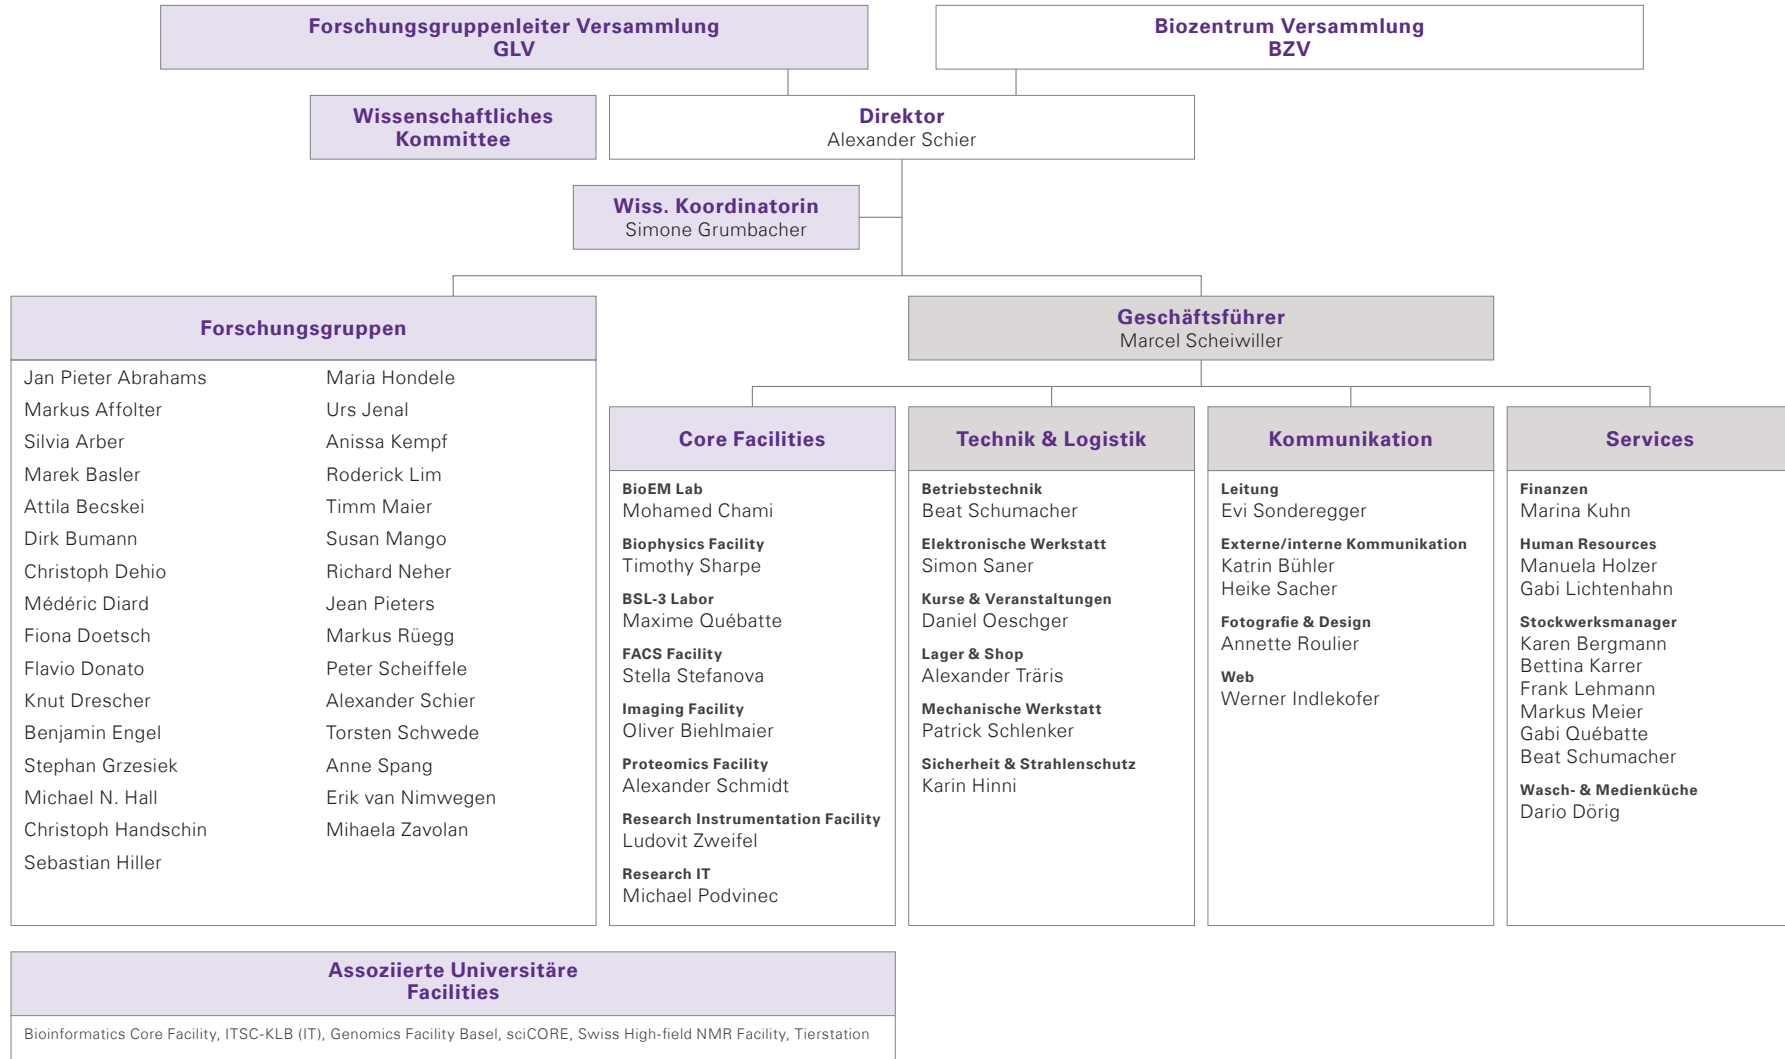 Forschungsgruppenleiter Versammlung
GLV
Biozentrum Versammlung
BZV
Wissenschaftliches
Kommittee
Direktor
Alexander Schier
Wiss. Koordinatorin
Simone Grumbacher
Forschungsgruppen
Jan Pieter Abrahams
Markus Affolter
Silvia Arber
Marek Basler
Attila Becskei
Dirk Bumann
Christoph Dehio
Médéric Diard
Fiona Doetsch
Flavio Donato
Knut Drescher
Benjamin Engel
Stephan Grzesiek
Michael N. Hall
Christoph Handschin
Sebastian Hiller
Maria Hondele
Urs Jenal
Anissa Kempf
Roderick Lim
Timm Maier
Susan Mango
Richard Neher
Jean Pieters
Markus Rüegg
Peter Scheiffele
Alexander Schier
Torsten Schwede
Anne Spang
Erik van Nimwegen
Mihaela Zavolan
Geschäftsführer
Marcel Scheiwiller
Core Facilities
BioEM Lab
Mohamed Chami
Biophysics Facility
Timothy Sharpe
BSL-3 Labor
Maxime Québatte
FACS Facility
Stella Stefanova
Imaging Facility
Oliver Biehlmaier
Proteomics Facility
Alexander Schmidt
Research Instrumentation Facility
Ludovit Zweifel
Research IT
Michael Podvinec
Technik & Logistik
Betriebstechnik
Beat Schumacher
Elektronische Werkstatt
Simon Saner
Kurse & Veranstaltungen
Daniel Oeschger
Lager & Shop
Alexander Träris
Mechanische Werkstatt
Patrick Schlenker
Sicherheit & Strahlenschutz
Karin Hinni
Kommunikation
Leitung
Evi Sonderegger
Externe/interne Kommunikation
Katrin Bühler
Heike Sacher
Fotografie & Design
Annette Roulier
Web
Werner Indlekofer
Services
Finanzen
Marina Kuhn
Human Resources
Manuela Holzer
Gabi Lichtenhahn
Stockwerksmanager
Karen Bergmann
Bettina Karrer
Frank Lehmann
Markus Meier
Gabi Québatte
Beat Schumacher
Wasch- & Medienküche
Dario Dörig
Assoziierte Universitäre
Facilities
Bioinformatics Core Facility, ITSC-KLB (IT), Genomics Facility Basel, sciCORE, Swiss High-field NMR Facility, Tierstation